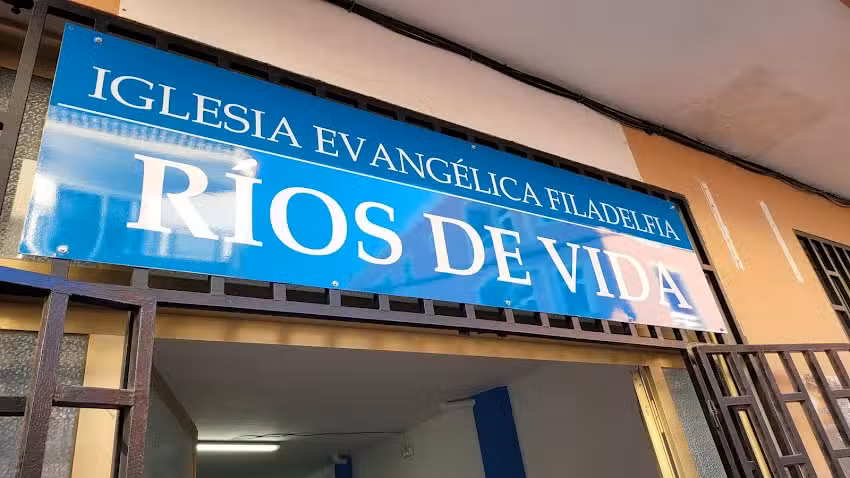 IGLESIA EVANGÉLICA FILADELFIA
RÍOS DE VIDA